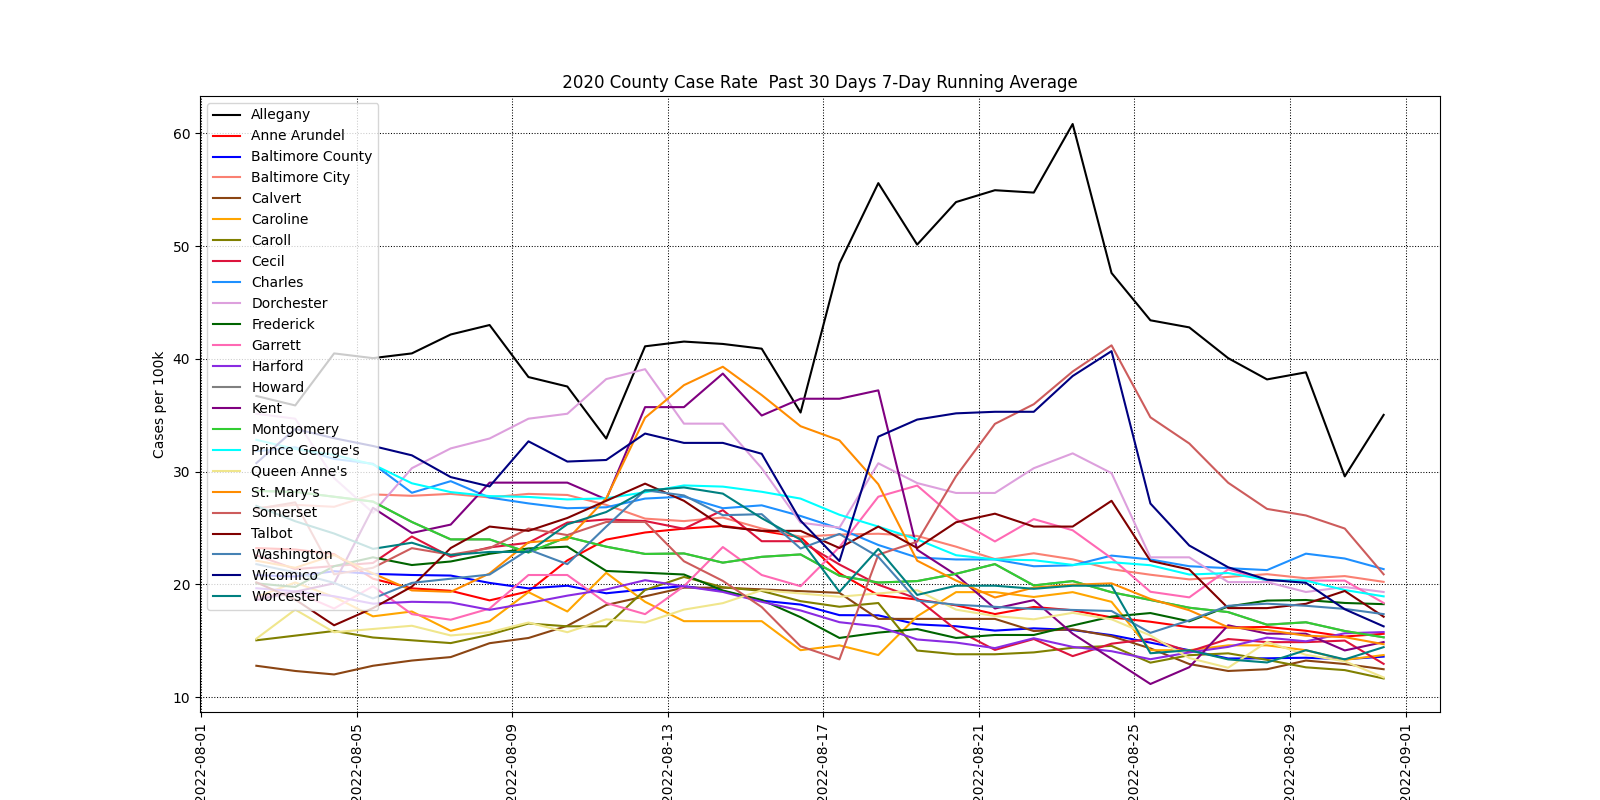 2020 County Case Rate  Past 30 Days 7-Day Running Average
Cases per 100k
60
50
40
30
20
10
Allegany
Anne Arundel
Baltimore County
Baltimore City
Calvert
Caroline
Caroll
Cecil
Charles
Dorchester
Frederick
Garrett
Harford
Howard
Kent
Montgomery
Prince George's
Queen Anne's
St. Mary's
Somerset
Talbot
Washington
Wicomico
Worcester
2022-08-01
2022-08-05
2022-08-09
2022-08-13
2022-08-17
2022-08-21
2022-08-25
2022-08-29
2022-09-01